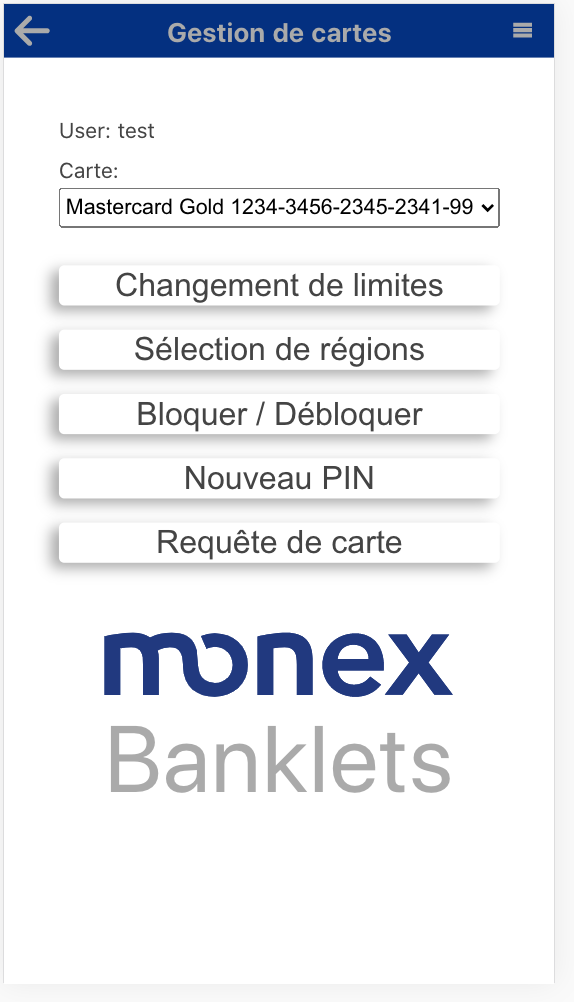 Gestion de cartes
User: test
Carte:
Mastercard Gold 1234-3456-2345-2341-99
Changement de limites
Sélection de régions
Bloquer / Débloquer
Nouveau PIN
Requête de carte
monex
Banklets